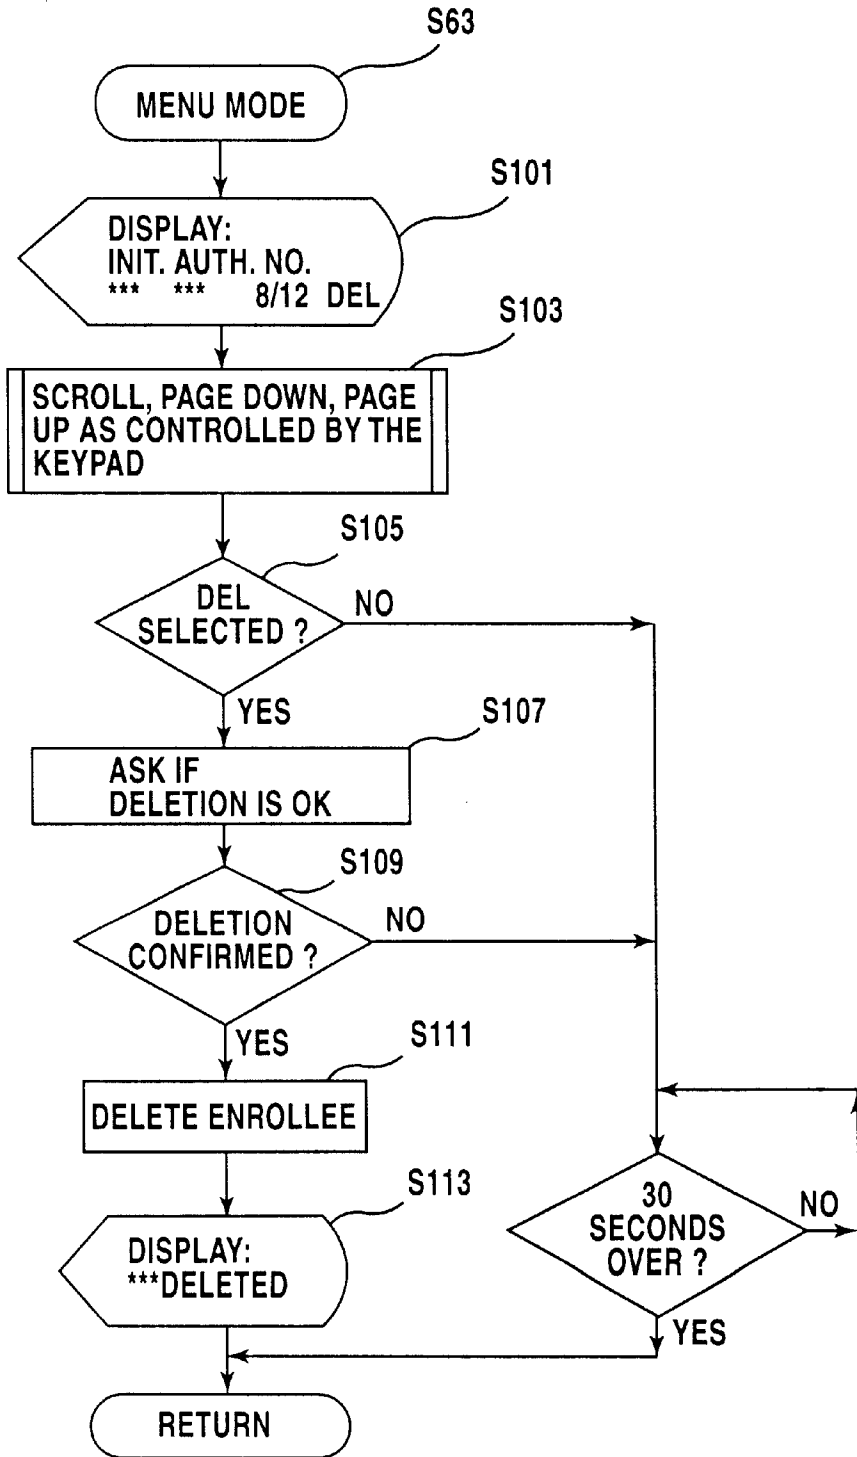 S63
MENU MODE
S101
DISPLAY:
INIT. AUTH. NO.
*** *** 8/12 DEL
S103
SCROLL, PAGE DOWN, PAGE
UP AS CONTROLLED BY THE
KEYPAD
S105
DEL
SELECTED ?
NO
YES
S107
ASK IF
DELETION IS OK
S109
DELETION
CONFIRMED ?
NO
YES
S111
DELETE ENROLLEE
S113
DISPLAY:
***DELETED
30
SECONDS
OVER ?
NO
YES
RETURN